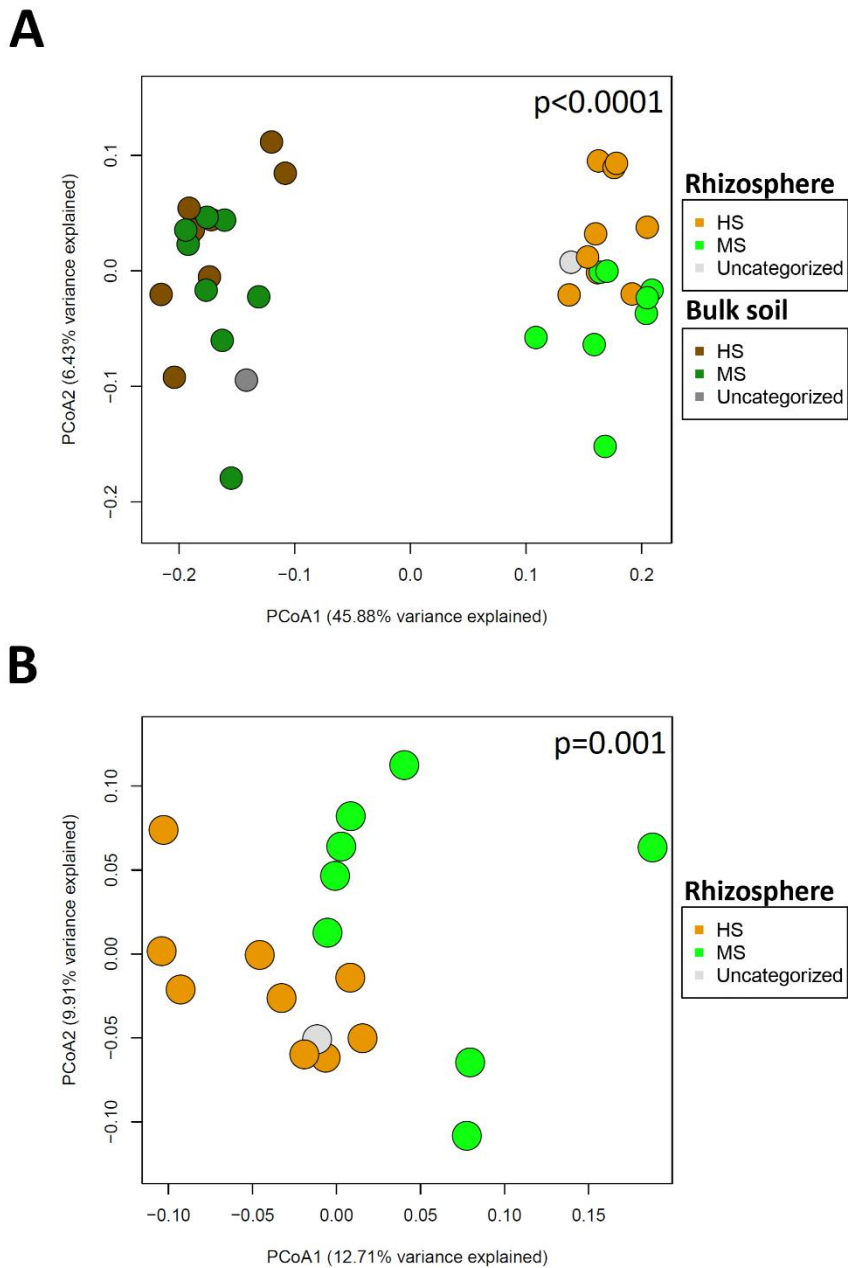 A
p<0.0001
0.1
0.0
−0.1
−0.2
PCoA2 (6.43% variance explained)
−0.2
−0.1
0.0
0.1
0.2
PCoA1 (45.88% variance explained)
Rhizosphere
HS
MS
Uncategorized
Bulk soil
HS
MS
Uncategorized
B
p=0.001
0.10
0.05
0.00
−0.05
−0.10
PCoA2 (9.91% variance explained)
−0.10
−0.05
0.00
0.05
0.10
0.15
PCoA1 (12.71% variance explained)
Rhizosphere
HS
MS
Uncategorized